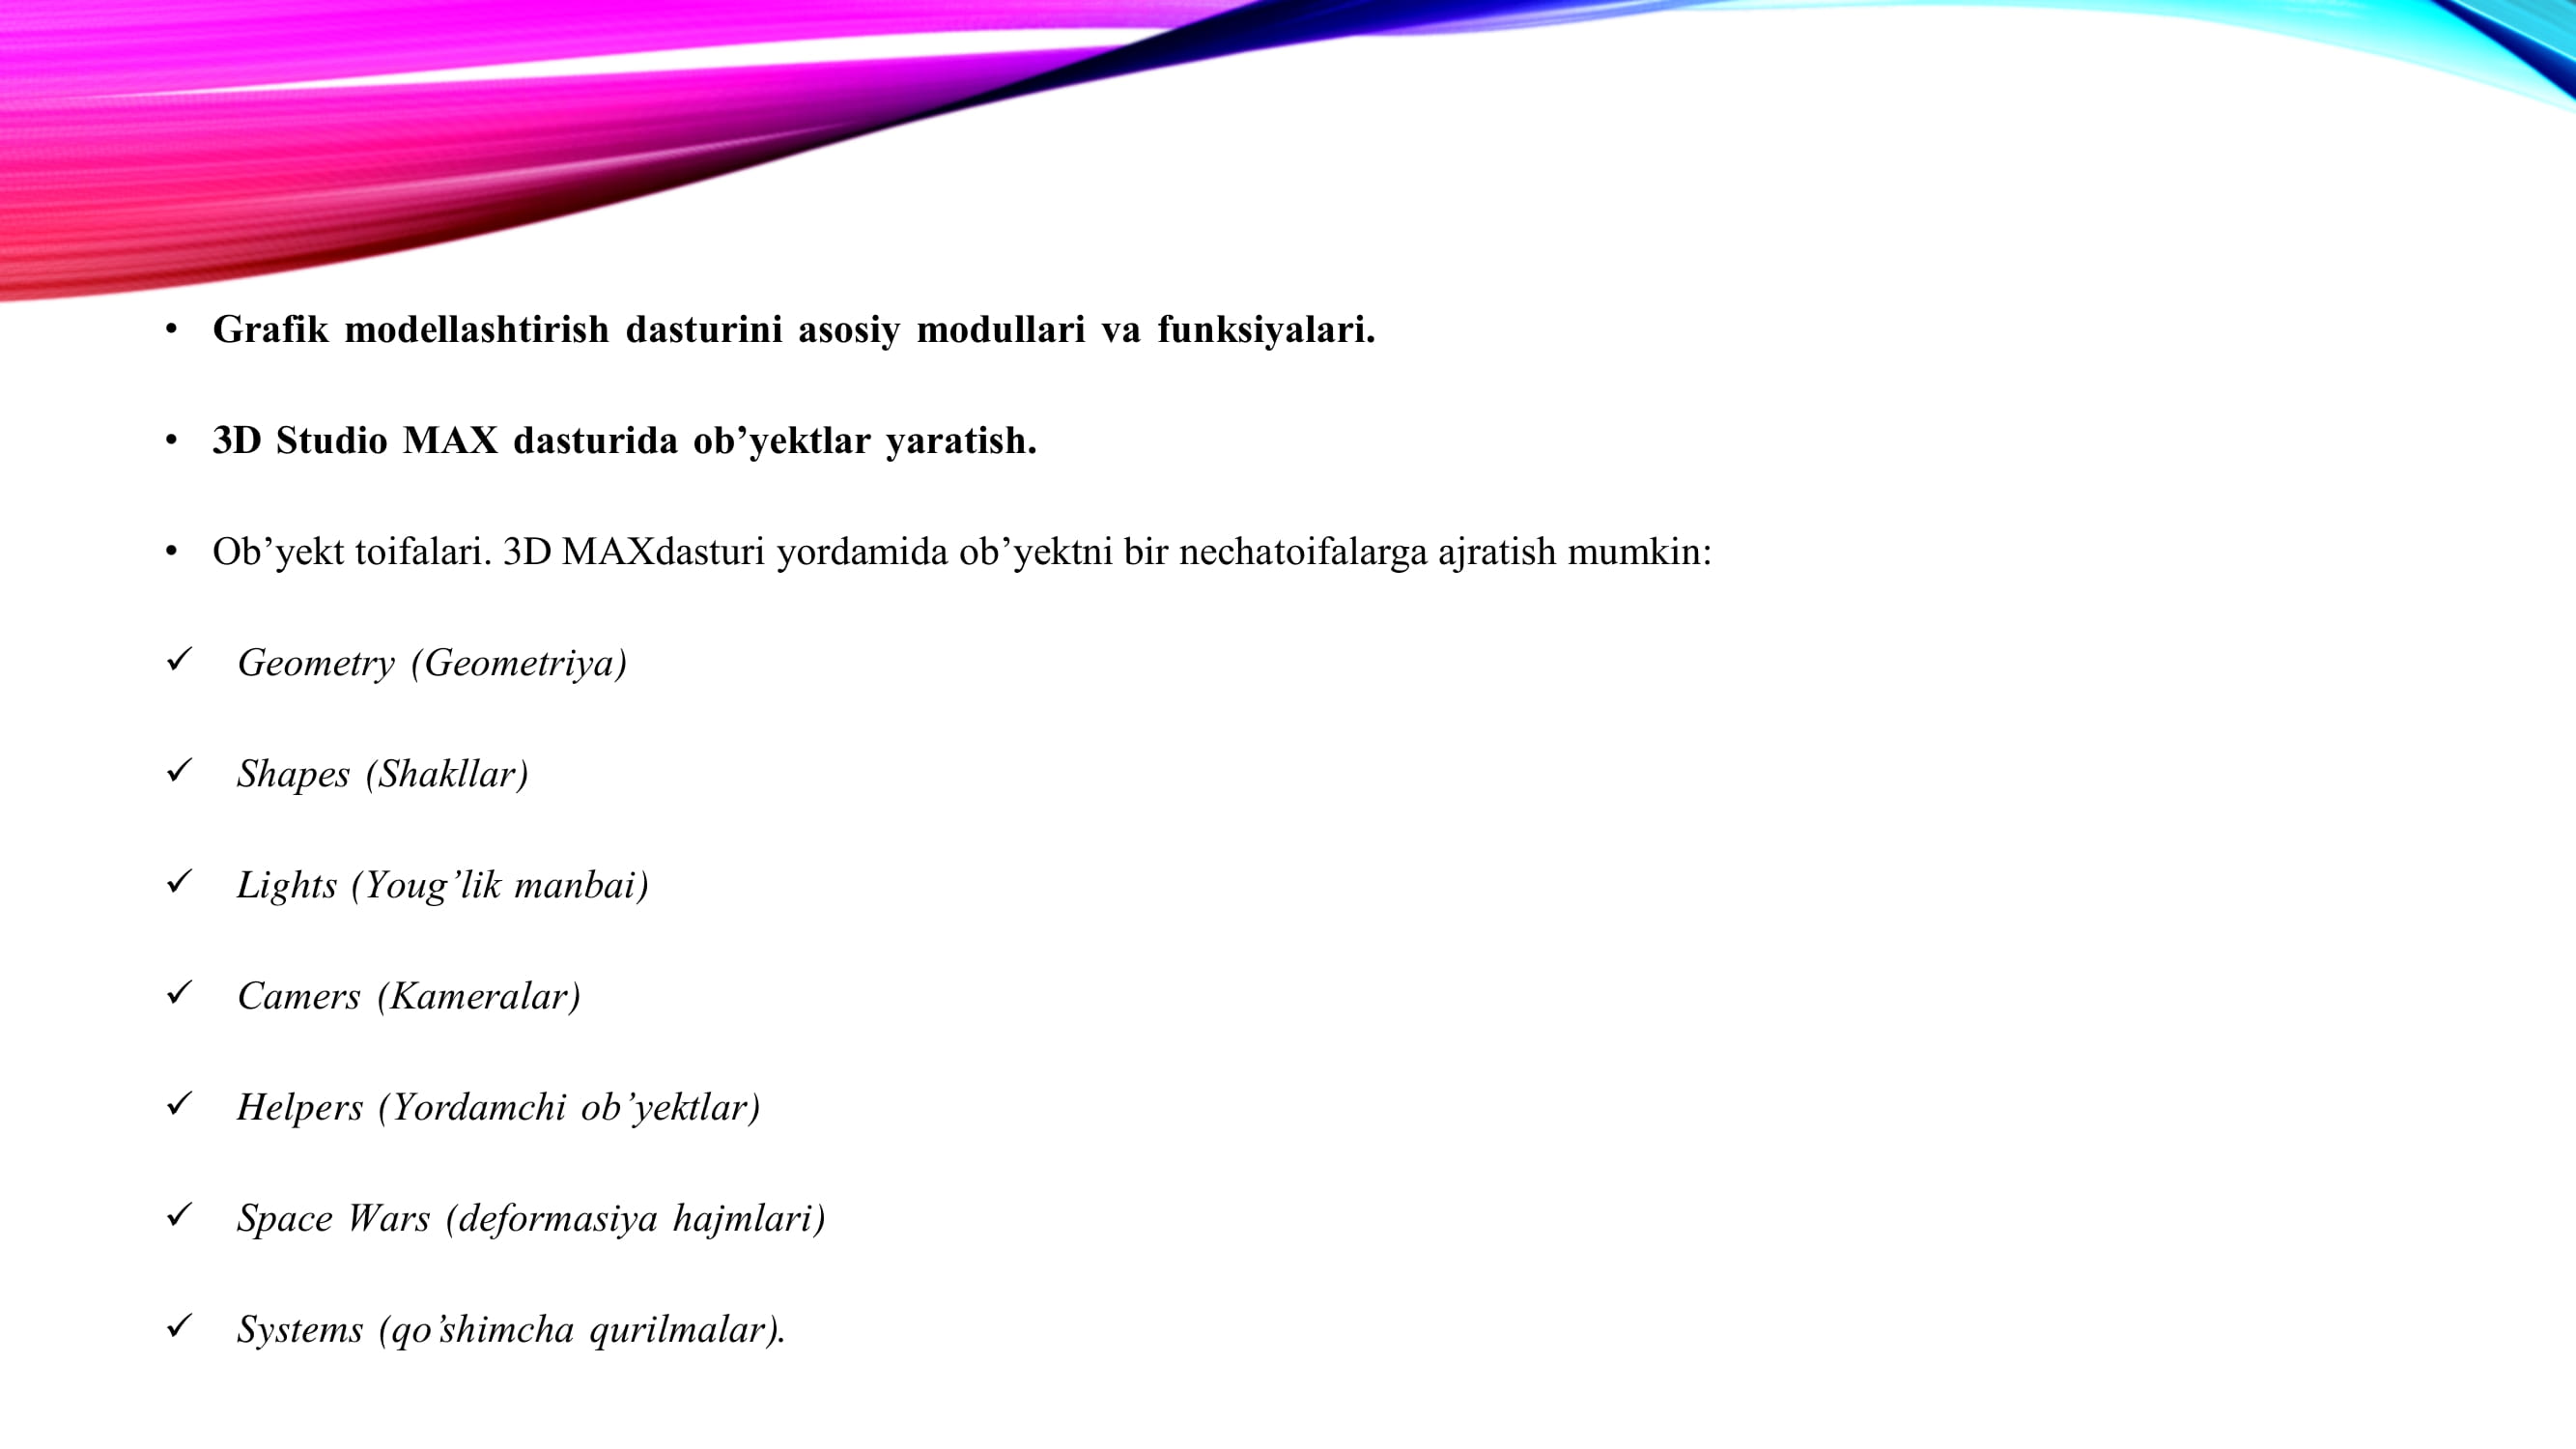 • Grafik modellashtirish dasturini asosiy modullari va funksiyalari.
• 3D Studio MAX dasturida ob’yektlar yaratish.
• Ob’yekt toifalari. 3D MAXdasturi yordamida ob’yektni bir nechatoifalarga ajratish mumkin:
✓ Geometry (Geometriya)
✓ Shapes (Shakllar)
✓ Lights (Youg’lik manbai)
✓ Camers (Kameralar)
✓ Helpers (Yordamchi ob’yektlar)
✓ Space Wars (deformasiya hajmlari)
✓ Systems (qo’shimcha qurilmalar).